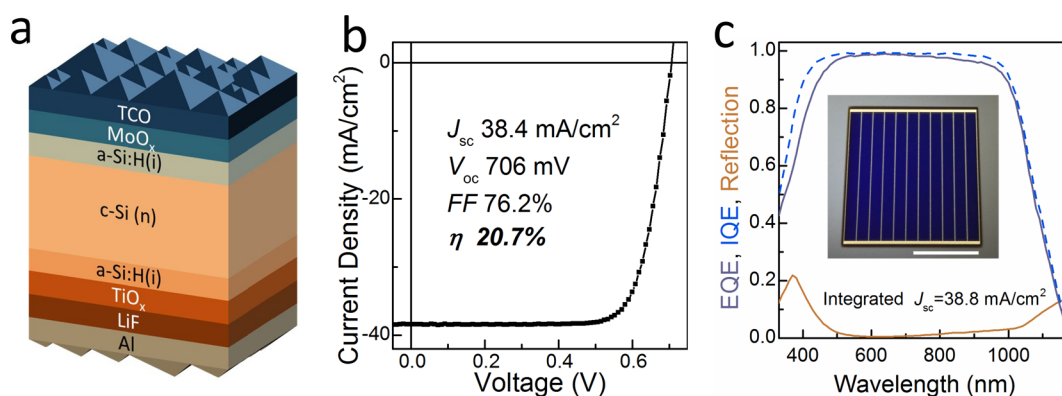 a
TCO
MoOₓ
a-Si:H(i)
c-Si (n)
a-Si:H(i)
TiOₓ
LiF
Al
b
Current Density (mA/cm²)
0
-20
-40
J_sc 38.4 mA/cm²
V_oc 706 mV
FF 76.2%
η 20.7%
0.0 0.2 0.4 0.6
Voltage (V)
c
EQE, IQE, Reflection
1.0
0.8
0.6
0.4
0.2
0.0
Integrated J_sc=38.8 mA/cm²
400 600 800 1000
Wavelength (nm)